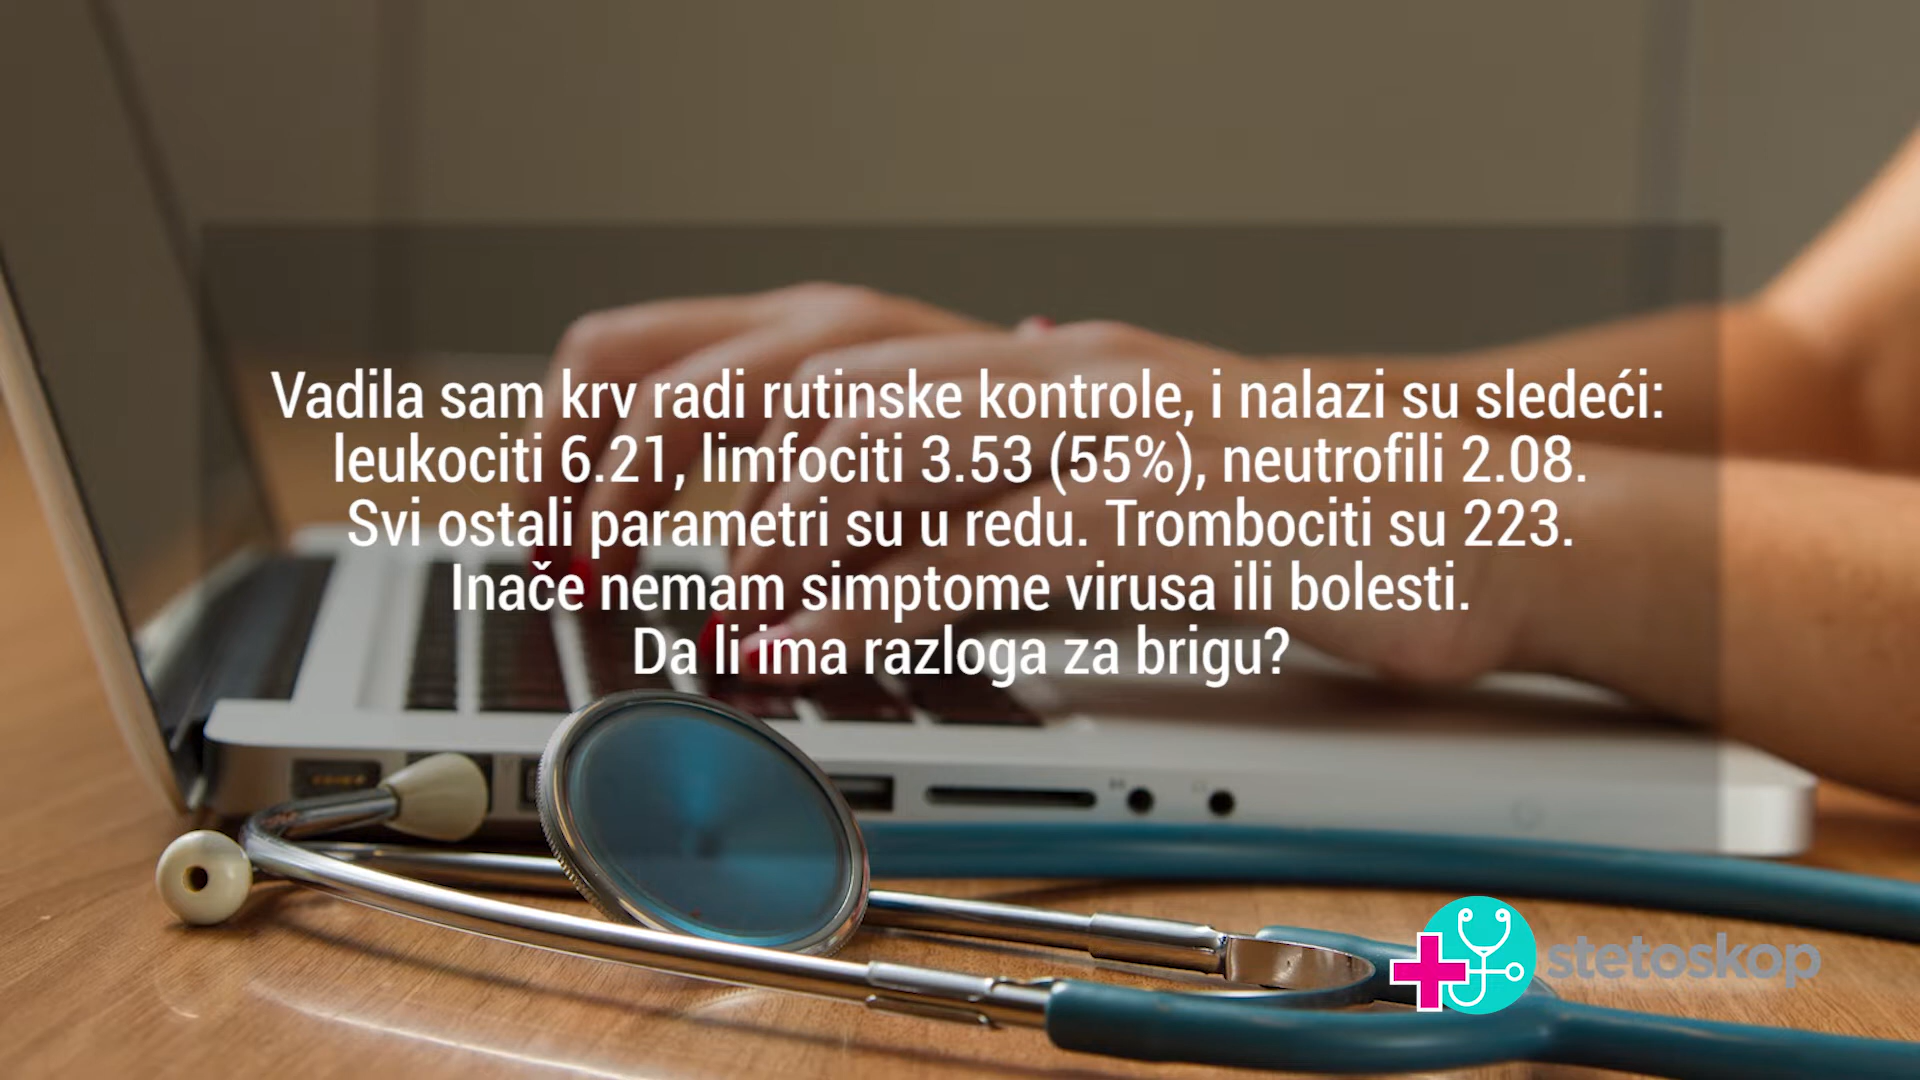 Vadila sam krv radi rutinske kontrole, i nalazi su sledeći:
leukociti 6.21, limfociti 3.53 (55%), neutrofili 2.08.
Svi ostali parametri su u redu. Trombociti su 223.
Inače nemam simptome virusa ili bolesti.
Da li ima razloga za brigu?
stetoskop